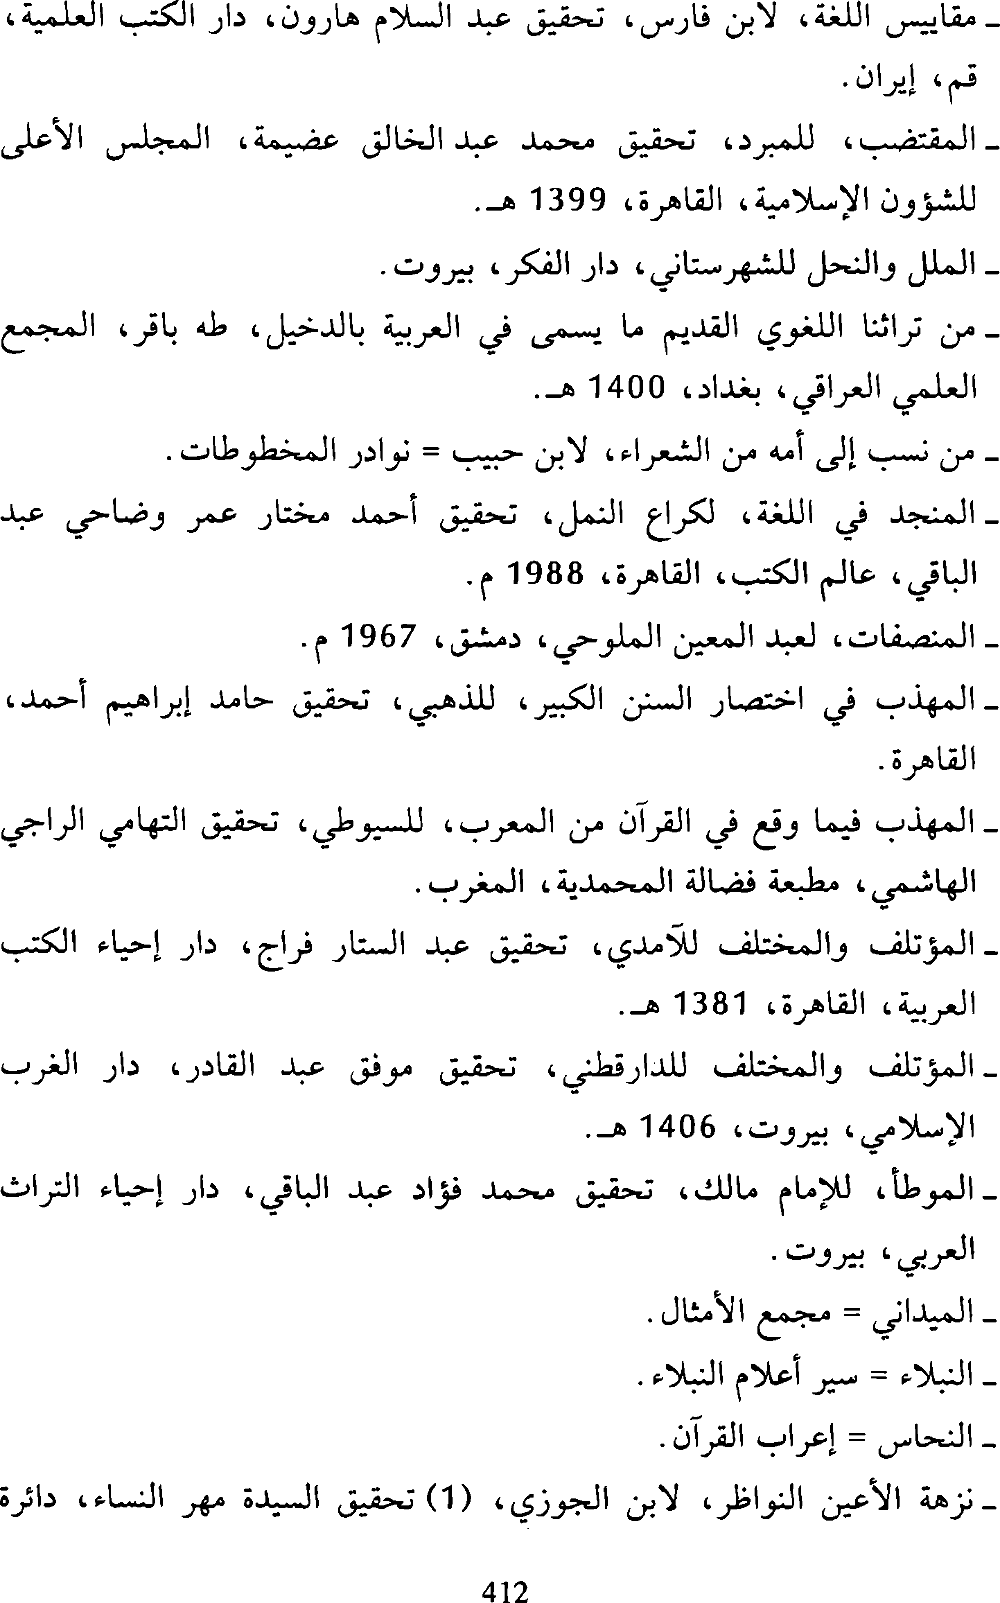 ـ مقاييس اللغة، لابن فارس، تحقيق عبد السلام هارون، دار الكتب العلمية،
قم، إيران.
ـ المقتضب، للمبرد، تحقيق محمد عبد الخالق عضيمة، المجلس الأعلى
للشؤون الإسلامية، القاهرة، 1399 هـ.
ـ الملل والنحل للشهرستاني، دار الفكر، بيروت.
ـ من تراثنا اللغوي القديم ما يسمى في العربية بالدخيل، طه باقر، المجمع
العلمي العراقي، بغداد، 1400 هـ.
ـ من نسب إلى أمه من الشعراء، لابن حبيب = نوادر المخطوطات.
ـ المنجد في اللغة، لكراع النمل، تحقيق أحمد مختار عمر وضاحي عبد
الباقي، عالم الكتب، القاهرة، 1988 م.
ـ المنصفات، لعبد المعين الملوحي، دمشق، 1967 م.
ـ المهذب في اختصار السنن الكبير، للذهبي، تحقيق حامد إبراهيم أحمد،
القاهرة.
ـ المهذب فيما وقع في القرآن من المعرب، للسيوطي، تحقيق التهامي الراجي
الهاشمي، مطبعة فضالة المحمدية، المغرب.
ـ المؤتلف والمختلف للآمدي، تحقيق عبد الستار فراج، دار إحياء الكتب
العربية، القاهرة، 1381 هـ.
ـ المؤتلف والمختلف للدارقطني، تحقيق موفق عبد القادر، دار الغرب
الإسلامي، بيروت، 1406 هـ.
ـ الموطأ، للإمام مالك، تحقيق محمد فؤاد عبد الباقي، دار إحياء التراث
العربي، بيروت.
ـ الميداني = مجمع الأمثال.
ـ النبلاء = سير أعلام النبلاء.
ـ النحاس = إعراب القرآن.
ـ نزهة الأعين النواظر، لابن الجوزي، (1) تحقيق السيدة مهر النساء، دائرة
412